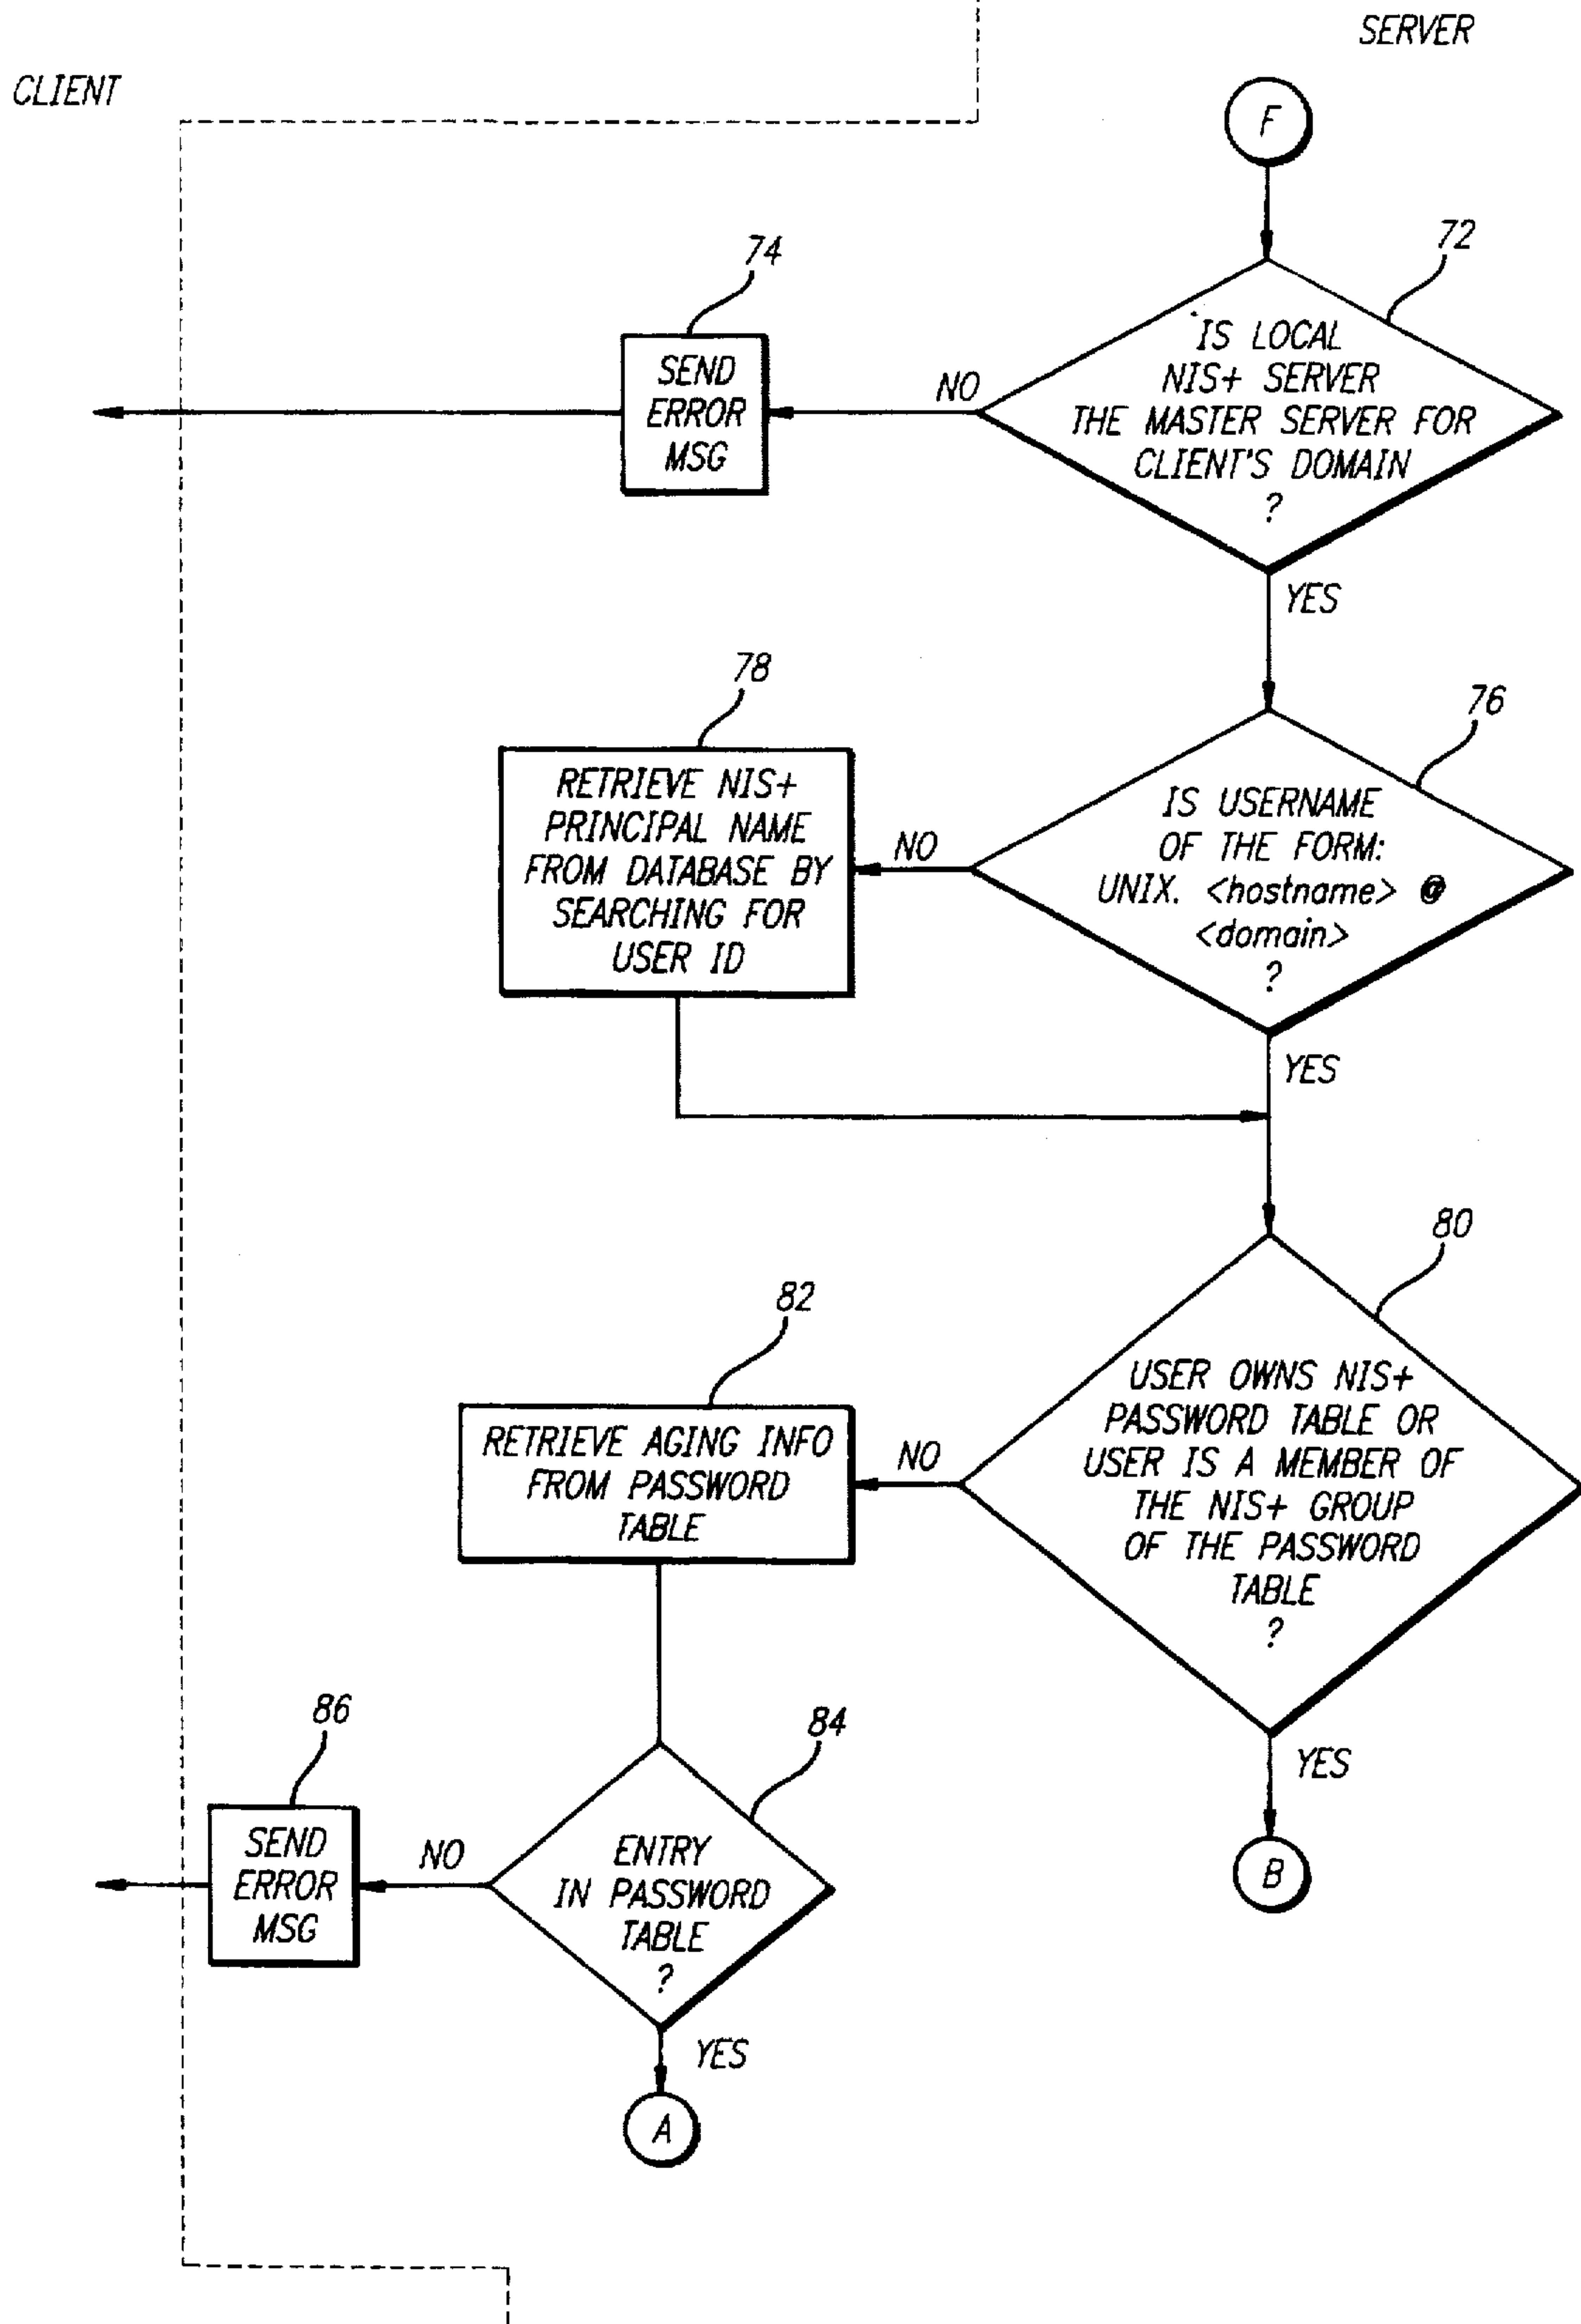 SERVER
CLIENT
F
72
74
IS LOCAL
NIS+ SERVER
THE MASTER SERVER FOR
CLIENT'S DOMAIN
?
NO
SEND
ERROR
MSG
YES
78
76
RETRIEVE NIS+
PRINCIPAL NAME
FROM DATABASE BY
SEARCHING FOR
USER ID
NO
IS USERNAME
OF THE FORM:
UNIX. <hostname> @
<domain>
?
YES
80
82
USER OWNS NIS+
PASSWORD TABLE OR
USER IS A MEMBER OF
THE NIS+ GROUP
OF THE PASSWORD
TABLE
?
NO
RETRIEVE AGING INFO
FROM PASSWORD
TABLE
YES
86
84
SEND
ERROR
MSG
NO
ENTRY
IN PASSWORD
TABLE
?
B
YES
A